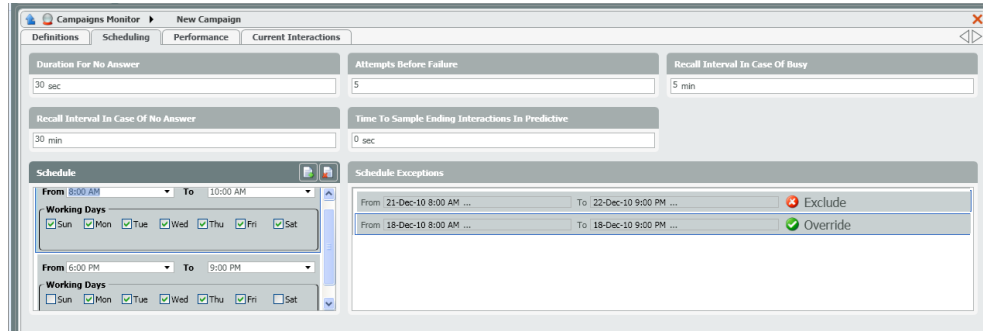 Campaigns Monitor New Campaign
Definitions Scheduling Performance Current Interactions
Duration For No Answer Attempts Before Failure Recall Interval In Case Of Busy
30 sec 5 5 min
Recall Interval In Case Of No Answer Time To Sample Ending Interactions In Predictive
30 min 0 sec
Schedule Schedule Exceptions
From 8:00 AM To 10:00 AM
Working Days
Sun Mon Tue Wed Thu Fri Sat
From 6:00 PM To 9:00 PM
Working Days
Sun Mon Tue Wed Thu Fri Sat
From 21-Dec-10 8:00 AM ... To 22-Dec-10 9:00 PM ... Exclude
From 18-Dec-10 8:00 AM ... To 18-Dec-10 9:00 PM ... Override